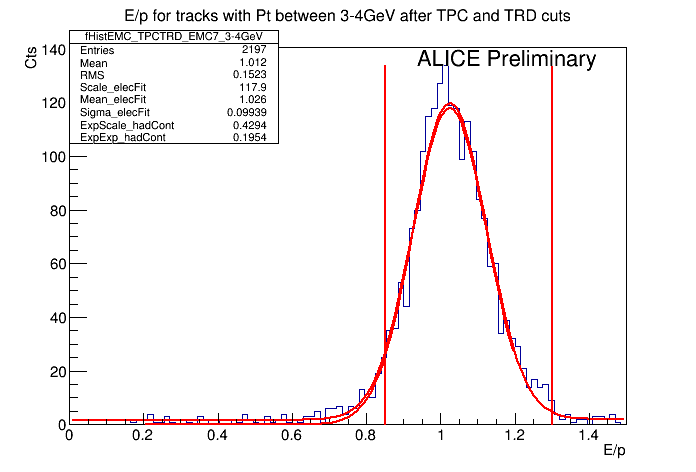 E/p for tracks with Pt between 3-4GeV after TPC and TRD cuts
fHistEMC_TPCTRD_EMC7_3-4GeV
Entries 2197
Mean 1.012
RMS 0.1523
Scale_elecFit 117.9
Mean_elecFit 1.026
Sigma_elecFit 0.09939
ExpScale_hadCont 0.4294
ExpExp_hadCont 0.1954
ALICE Preliminary
Cts
140
120
100
80
60
40
20
0
0 0.2 0.4 0.6 0.8 1 1.2 1.4
E/p